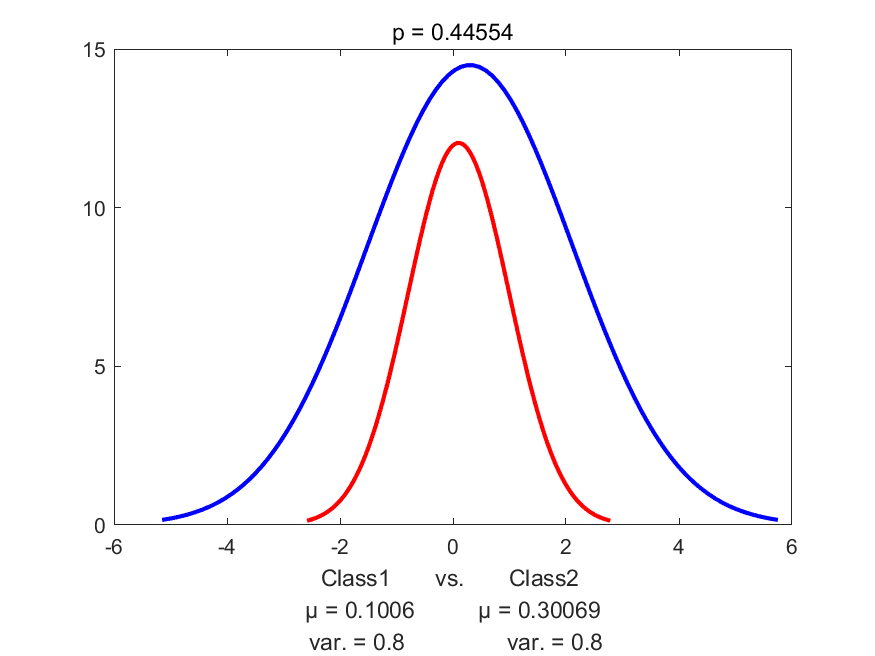 p = 0.44554
15
10
5
0
-6 -4 -2 0 2 4 6
Class1 vs. Class2
μ = 0.1006 μ = 0.30069
var. = 0.8 var. = 0.8